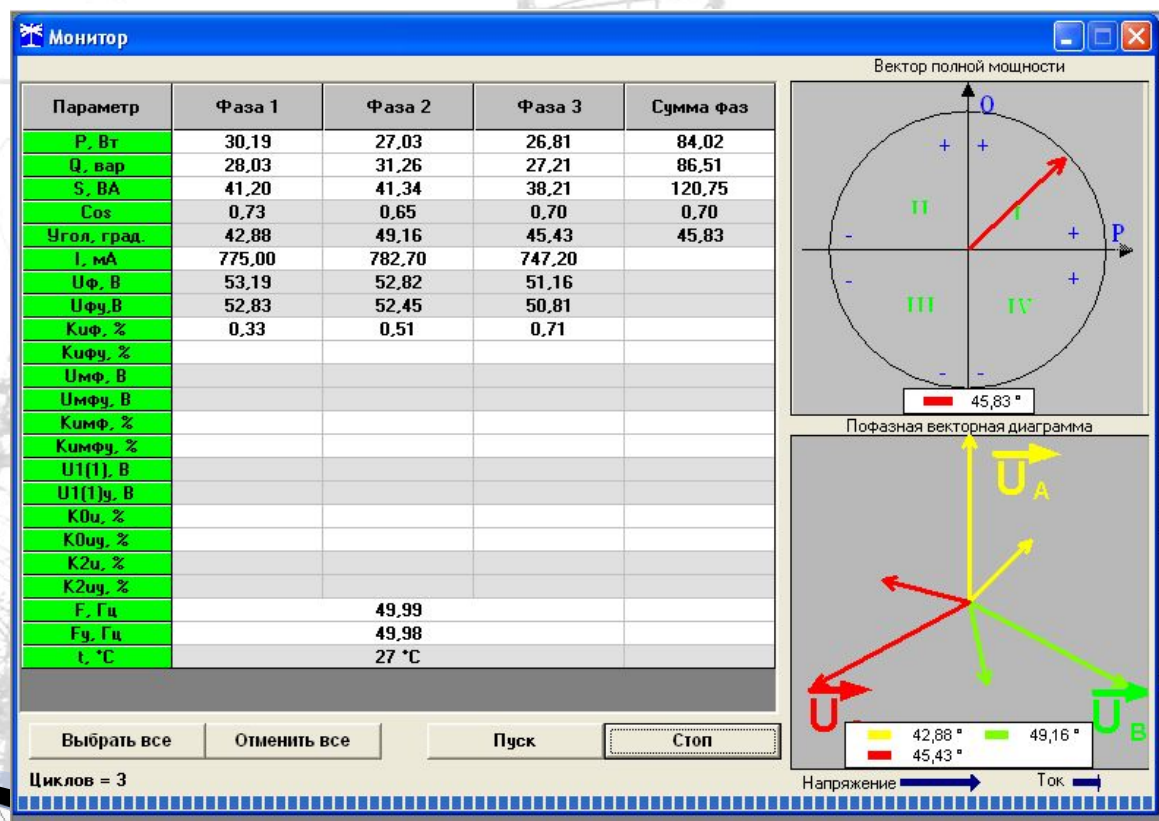 Монитор
Параметр Фаза 1 Фаза 2 Фаза 3 Сумма фаз
P, Вт 30,19 27,03 26,81 84,02
Q, вар 28,03 31,26 27,21 86,51
S, ВА 41,20 41,34 38,21 120,75
Cos 0,73 0,65 0,70 0,70
Угол, град. 42,88 49,16 45,43 45,83
I, мА 775,00 782,70 747,20
Uф, В 53,19 52,82 51,16
Uфу,В 52,83 52,45 50,81
Kuф, % 0,33 0,51 0,71
Kuфу, %
Uмф, В
Uмфу, В
Kuмф, %
Kuмфу, %
U1(1), В
U1(1)у, В
K0u, %
K0uу, %
K2u, %
K2uу, %
F, Гц 49,99
Fу, Гц 49,98
t, °C 27 °C
Выбрать все Отменить все Пуск Стоп
Циклов = 3
Вектор полной мощности
Q
+ +
II I
- + P
- +
III IV
- -
45,83 °
Пофазная векторная диаграмма
U A
U U B
42,88 ° 49,16 °
45,43 °
Напряжение Ток